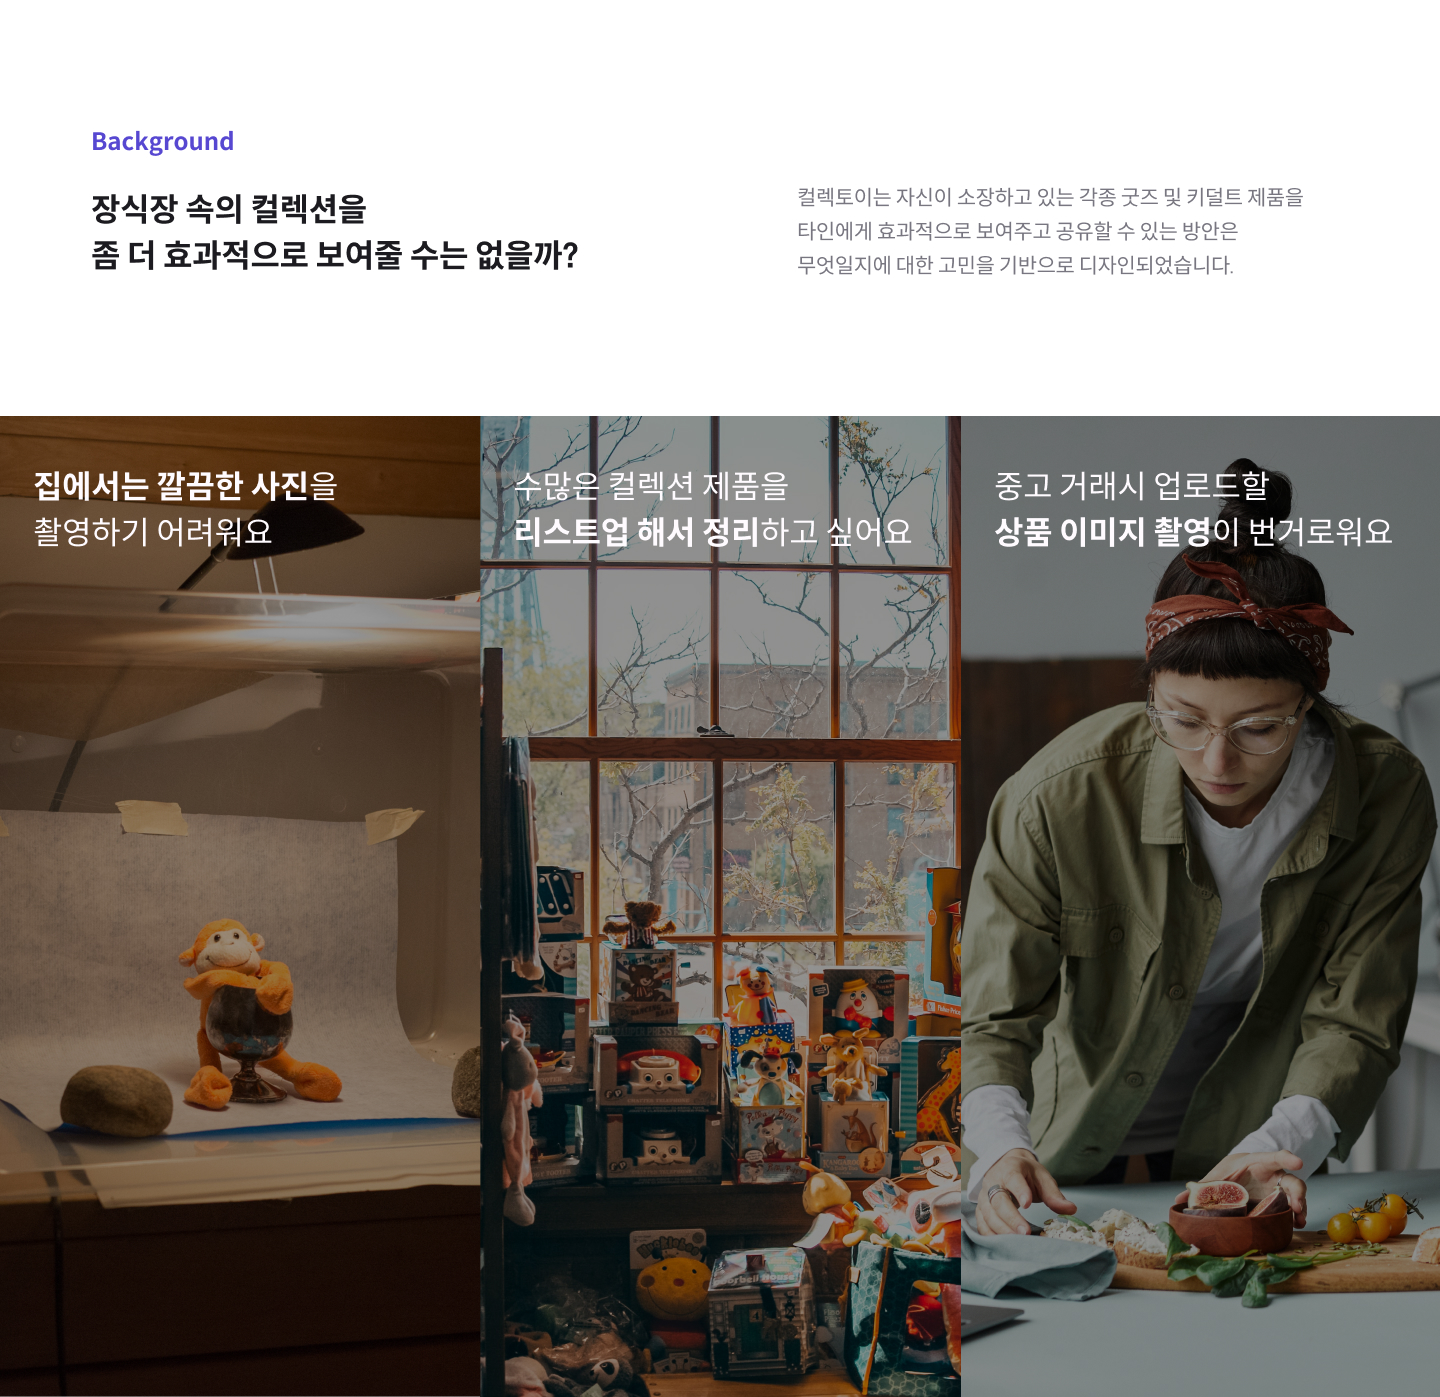 Background
장식장 속의 컬렉션을
좀 더 효과적으로 보여줄 수는 없을까?
컬렉토이는 자신이 소장하고 있는 각종 굿즈 및 키덜트 제품을
타인에게 효과적으로 보여주고 공유할 수 있는 방안은
무엇일지에 대한 고민을 기반으로 디자인되었습니다.
집에서는 깔끔한 사진을
촬영하기 어려워요
수많은 컬렉션 제품을
리스트업 해서 정리하고 싶어요
중고 거래시 업로드할
상품 이미지 촬영이 번거로워요